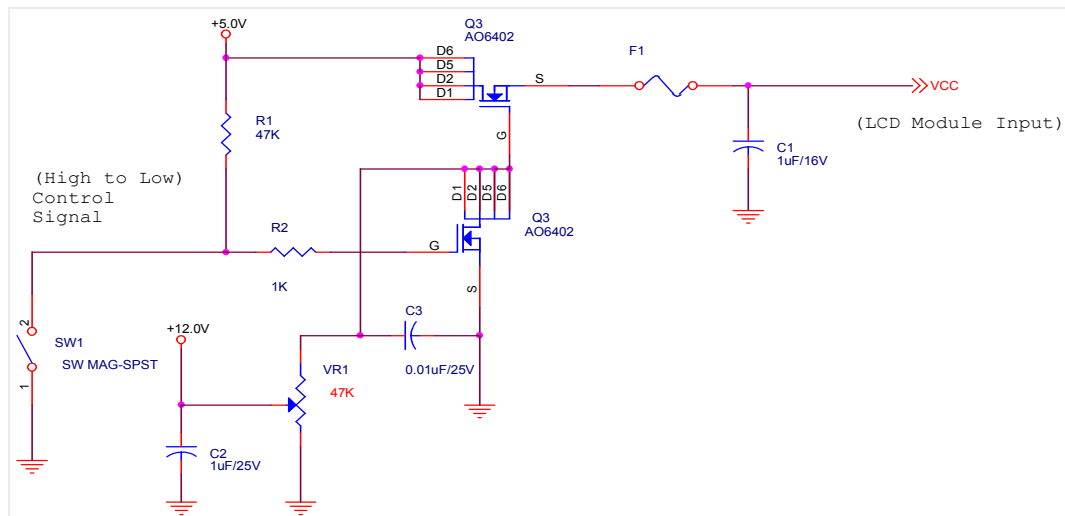 Q3
AO6402
+5.0V
D6
D5
D2
D1
S
G
F1
VCC
(LCD Module Input)
C1
1uF/16V
R1
47K
(High to Low)
Control
Signal
D1
D2
D5
D6
Q3
AO6402
G
S
R2
1K
2
SW1
SW MAG-SPST
1
+12.0V
C3
0.01uF/25V
VR1
47K
C2
1uF/25V